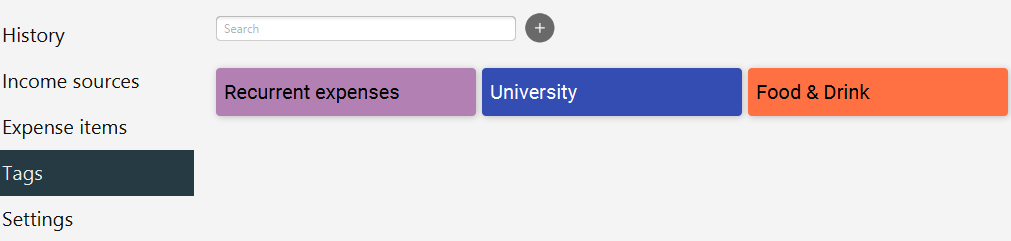 History
Income sources
Expense items
Tags
Settings
Search
+
Recurrent expenses
University
Food & Drink